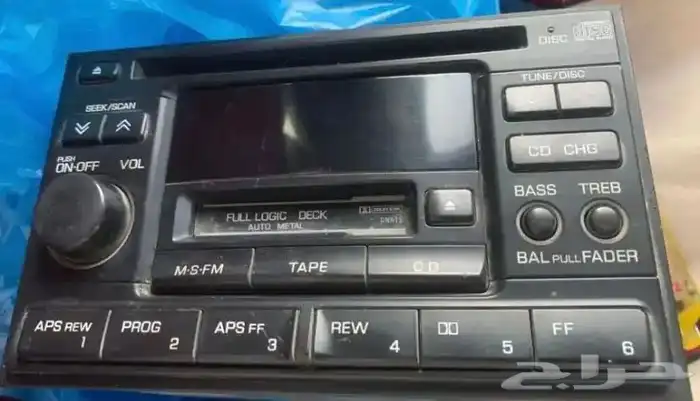 DISC
TUNE/DISC
SEEK/SCAN
PUSH
ON·OFF VOL
CD CHG
BASS TREB
FULL LOGIC DECK
AUTO METAL
BAL PULL FADER
M·S·FM TAPE CD
APS REW 1
PROG 2
APS FF 3
REW 4
5
FF 6
حراج